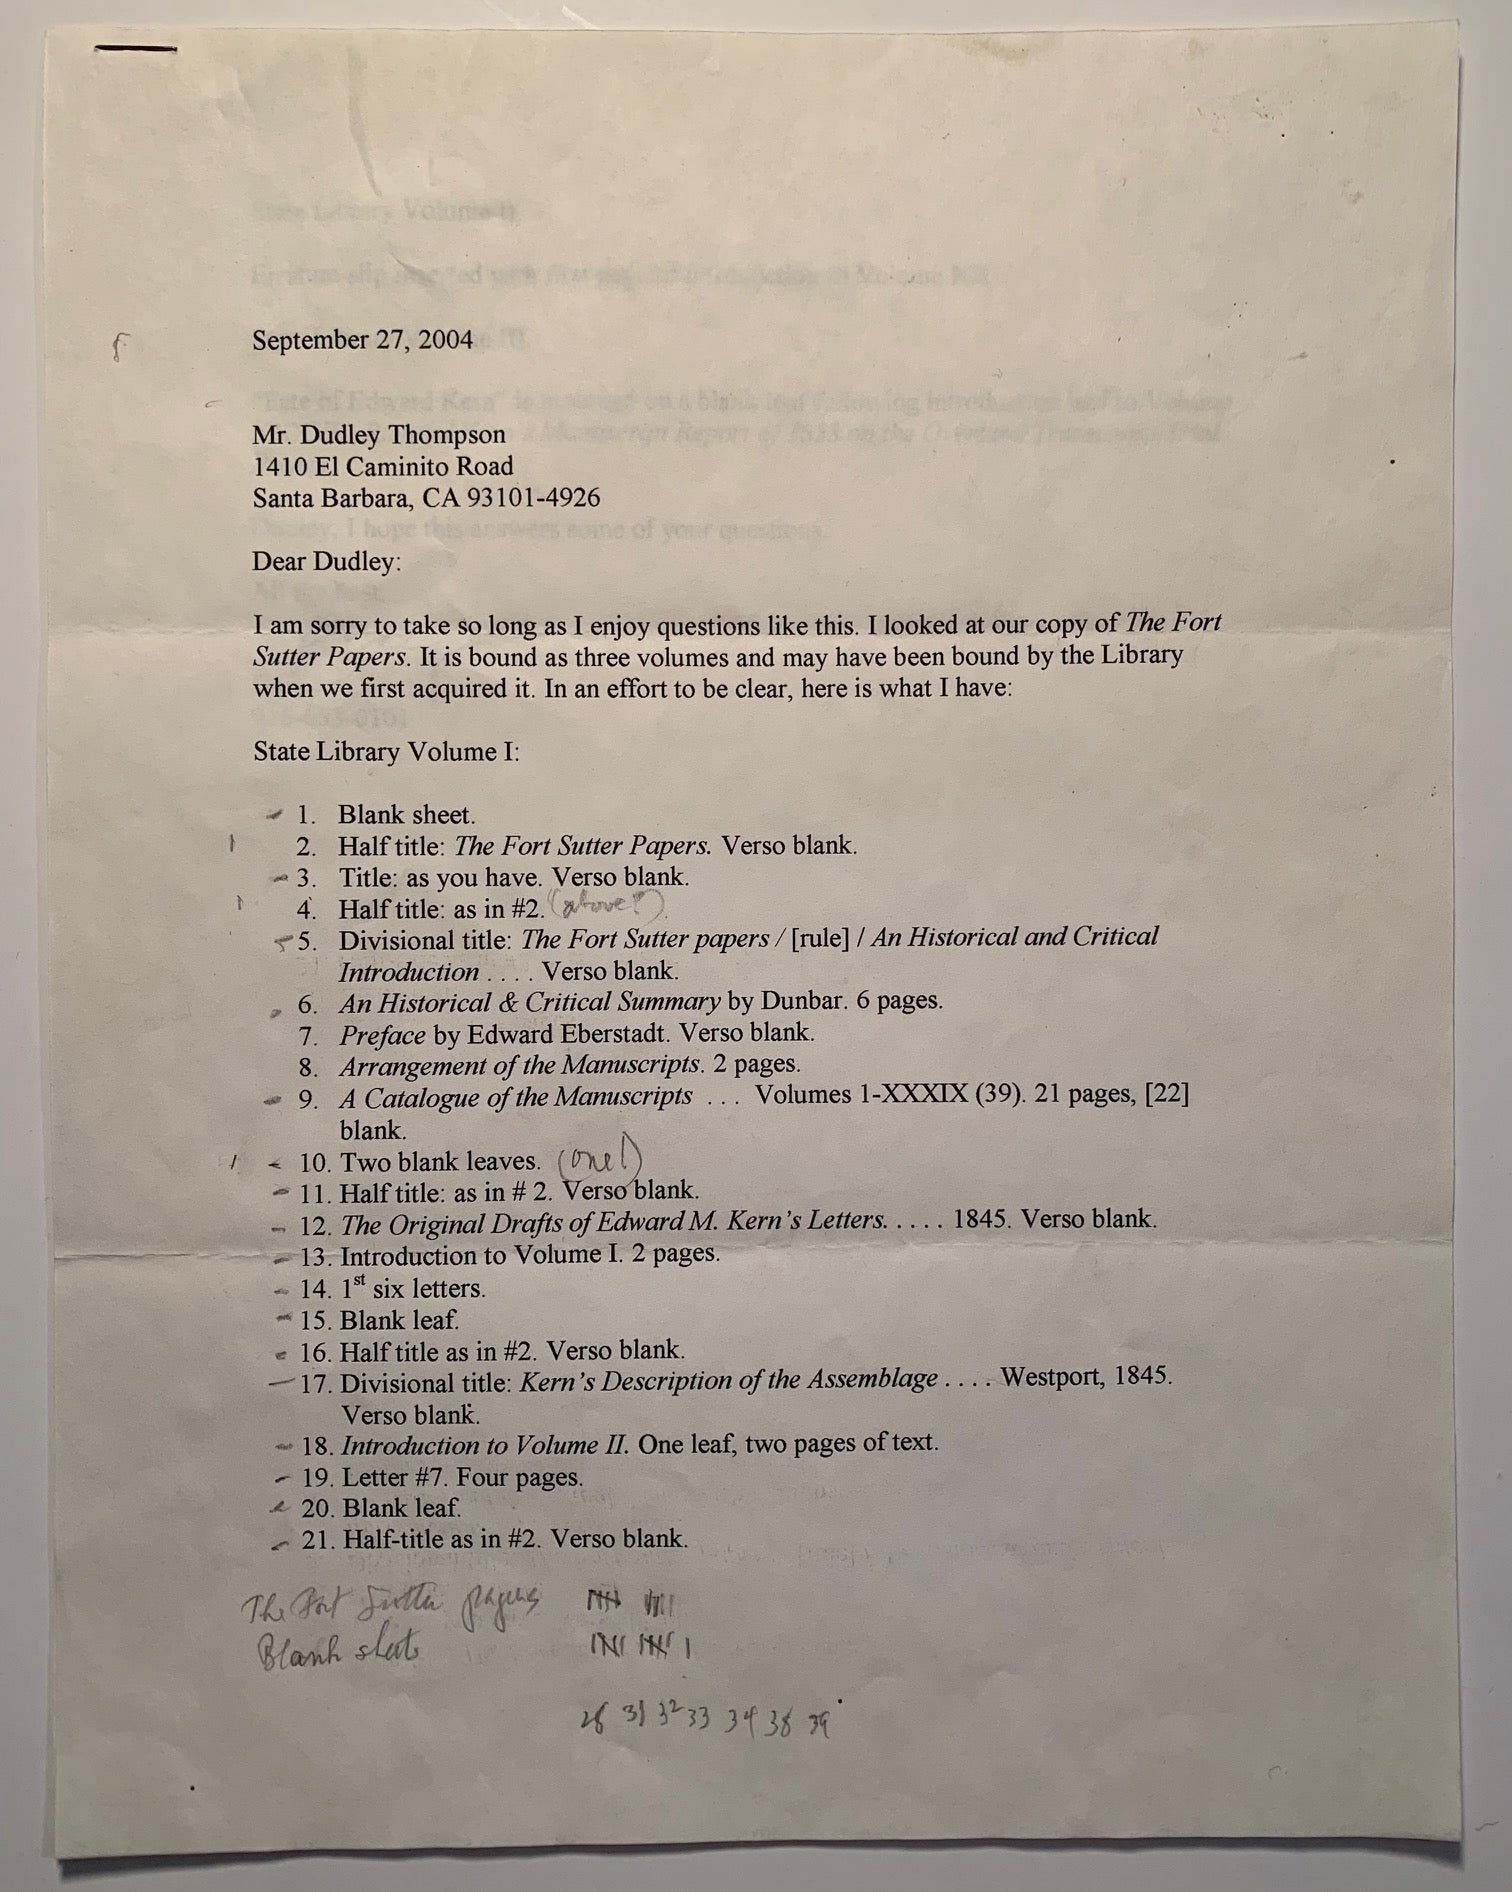 September 27, 2004
Mr. Dudley Thompson
1410 El Caminito Road
Santa Barbara, CA 93101-4926
Dear Dudley:
I am sorry to take so long as I enjoy questions like this. I looked at our copy of The Fort
Sutter Papers. It is bound as three volumes and may have been bound by the Library
when we first acquired it. In an effort to be clear, here is what I have:
State Library Volume I:
1. Blank sheet.
2. Half title: The Fort Sutter Papers. Verso blank.
3. Title: as you have. Verso blank.
4. Half title: as in #2. (above?)
5. Divisional title: The Fort Sutter papers / [rule] / An Historical and Critical
Introduction . . . . Verso blank.
6. An Historical & Critical Summary by Dunbar. 6 pages.
7. Preface by Edward Eberstadt. Verso blank.
8. Arrangement of the Manuscripts. 2 pages.
9. A Catalogue of the Manuscripts . . . Volumes 1-XXXIX (39). 21 pages, [22]
blank.
10. Two blank leaves. (one!)
11. Half title: as in # 2. Verso blank.
12. The Original Drafts of Edward M. Kern's Letters. . . . . 1845. Verso blank.
13. Introduction to Volume I. 2 pages.
14. 1st six letters.
15. Blank leaf.
16. Half title as in #2. Verso blank.
17. Divisional title: Kern's Description of the Assemblage . . . . Westport, 1845.
Verso blank.
18. Introduction to Volume II. One leaf, two pages of text.
19. Letter #7. Four pages.
20. Blank leaf.
21. Half-title as in #2. Verso blank.
The Fort Sutter papers
Blank sheets
28 31 32 33 34 38 39